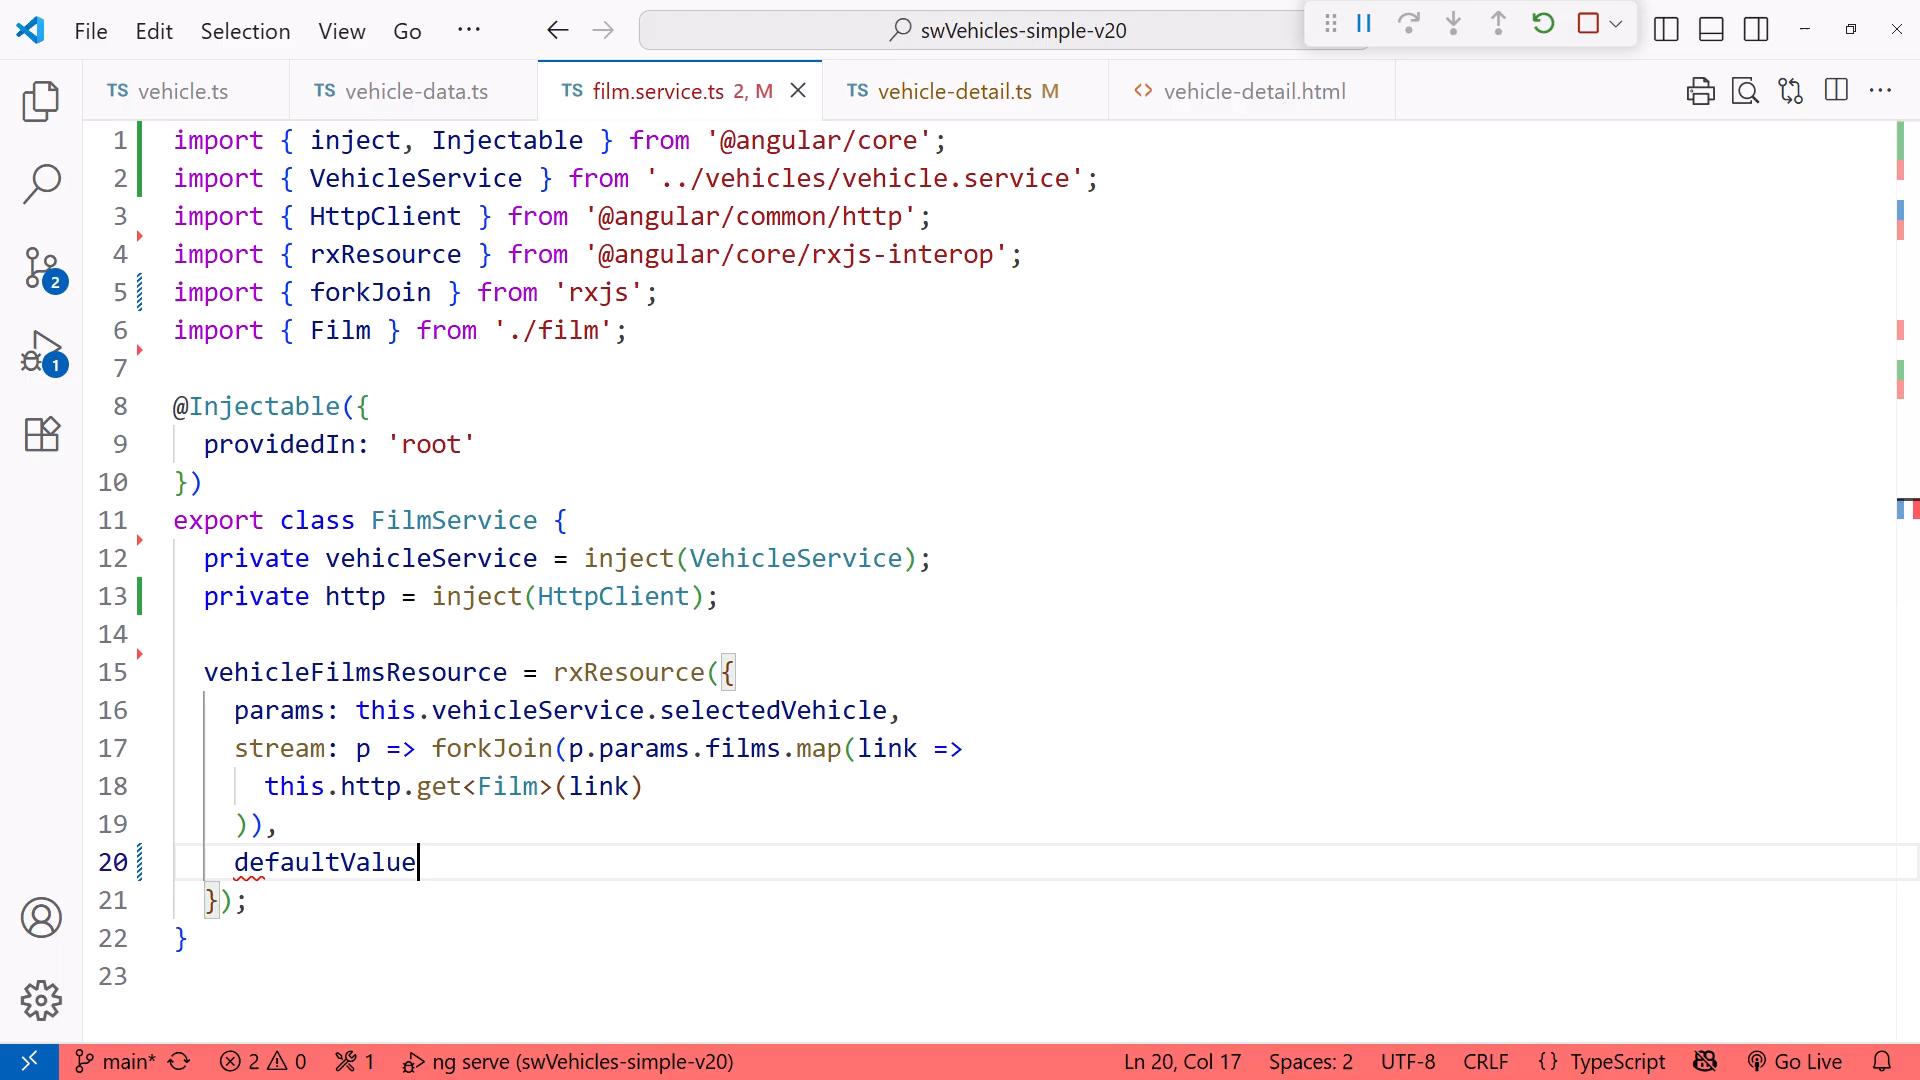 File Edit Selection View Go ··· swVehicles-simple-v20
TS vehicle.ts TS vehicle-data.ts TS film.service.ts 2, M TS vehicle-detail.ts M <> vehicle-detail.html
1 import { inject, Injectable } from '@angular/core';
2 import { VehicleService } from '../vehicles/vehicle.service';
3 import { HttpClient } from '@angular/common/http';
4 import { rxResource } from '@angular/core/rxjs-interop';
5 import { forkJoin } from 'rxjs';
6 import { Film } from './film';
7
8 @Injectable({
9 providedIn: 'root'
10 })
11 export class FilmService {
12 private vehicleService = inject(VehicleService);
13 private http = inject(HttpClient);
14
15 vehicleFilmsResource = rxResource({
16 params: this.vehicleService.selectedVehicle,
17 stream: p => forkJoin(p.params.films.map(link =>
18 this.http.get<Film>(link)
19 )),
20 defaultValue
21 });
22 }
23
2
1
main* 2 0 1 ng serve (swVehicles-simple-v20) Ln 20, Col 17 Spaces: 2 UTF-8 CRLF {} TypeScript Go Live